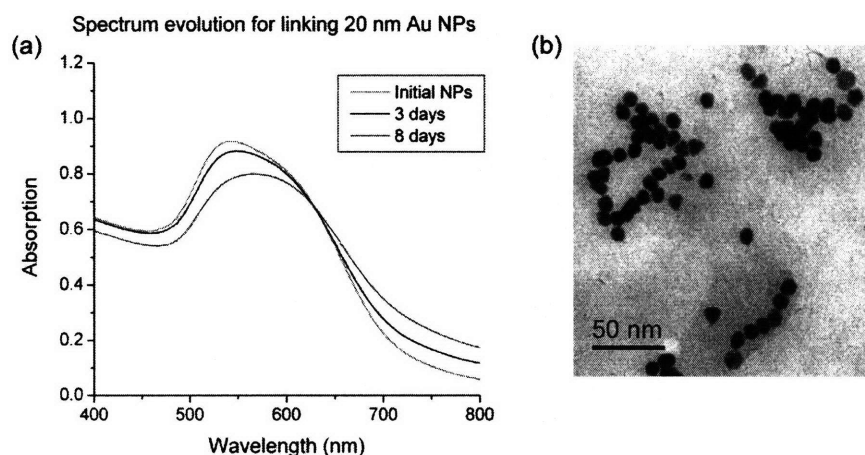 Spectrum evolution for linking 20 nm Au NPs
(a)
(b)
1.2
1.0
0.8
0.6
0.4
0.2
0.0
Absorption
Initial NPs
3 days
8 days
400
500
600
700
800
Wavelength (nm)
50 nm